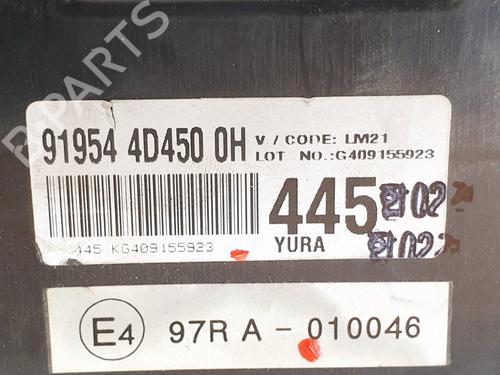 91954 4D450 0H
V / CODE: LM21
LOT NO.:G409155923
445
445 KG409155923
YURA
E4
97R A - 010046
B-PARTS